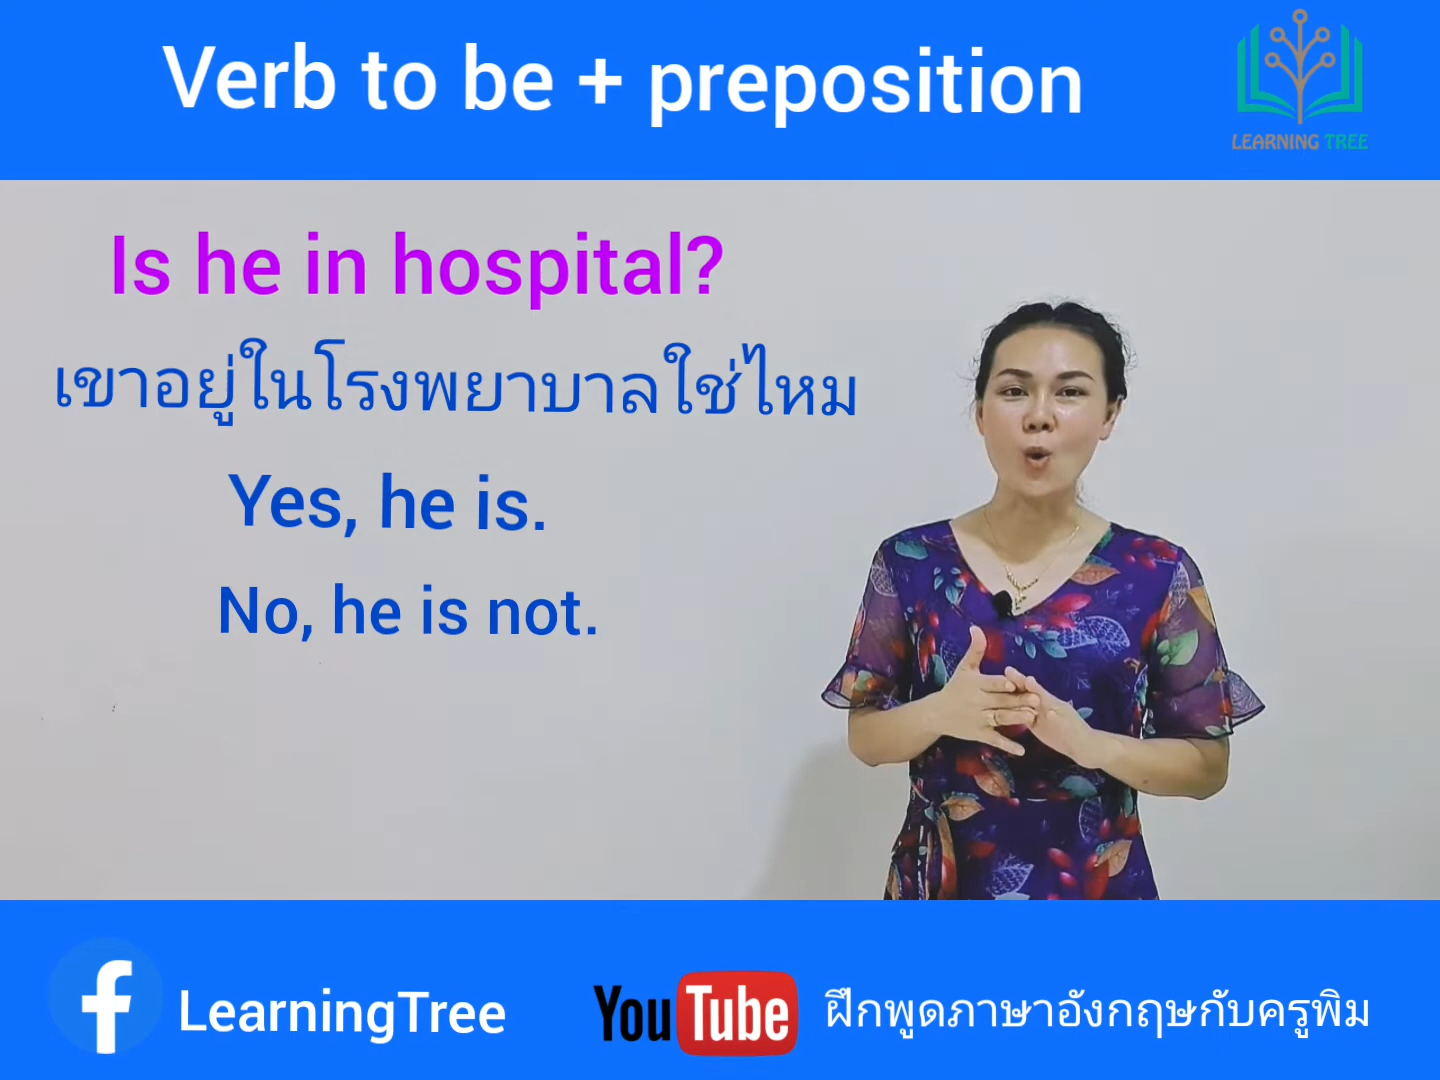 Verb to be + preposition
LEARNING TREE
Is he in hospital?
เขาอยู่ในโรงพยาบาลใช่ไหม
Yes, he is.
No, he is not.
LearningTree
YouTube
ฝึกพูดภาษาอังกฤษกับครูพิม